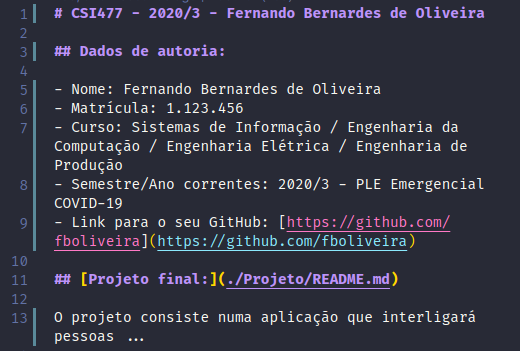 1 # CSI477 - 2020/3 - Fernando Bernardes de Oliveira
2
3 ## Dados de autoria:
4
5 - Nome: Fernando Bernardes de Oliveira
6 - Matrícula: 1.123.456
7 - Curso: Sistemas de Informação / Engenharia da
Computação / Engenharia Elétrica / Engenharia de
Produção
8 - Semestre/Ano correntes: 2020/3 - PLE Emergencial
COVID-19
9 - Link para o seu GitHub: [https://github.com/
fboliveira](https://github.com/fboliveira)
10
11 ## [Projeto final:](./Projeto/README.md)
12
13 O projeto consiste numa aplicação que interligará
pessoas ...